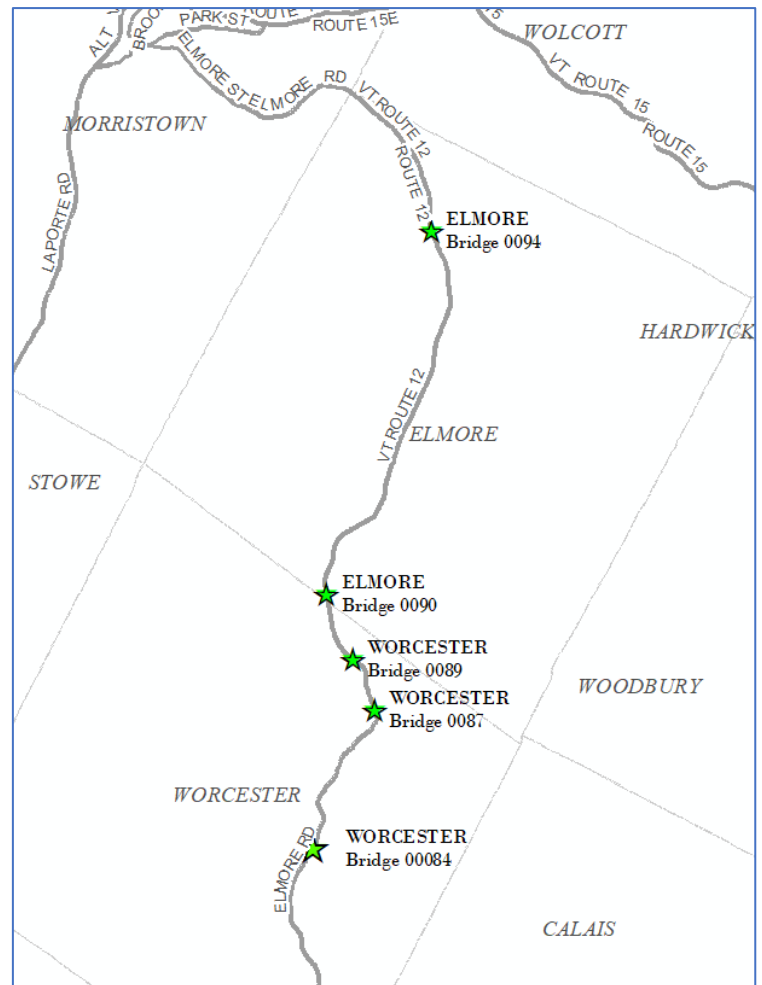 ALT
BROO
PARK ST
ROUTE 15E
15
WOLCOTT
VT ROUTE 15
ROUTE 15
ELMORE ST
ELMORE RD
VT ROUTE 12
MORRISTOWN
ROUTE 12
LAPORTE RD
ELMORE
Bridge 0094
HARDWICK
VT ROUTE 12
ELMORE
STOWE
ELMORE
Bridge 0090
WORCESTER
Bridge 0089
WOODBURY
WORCESTER
Bridge 0087
WORCESTER
WORCESTER
Bridge 00084
ELMORE RD
CALAIS